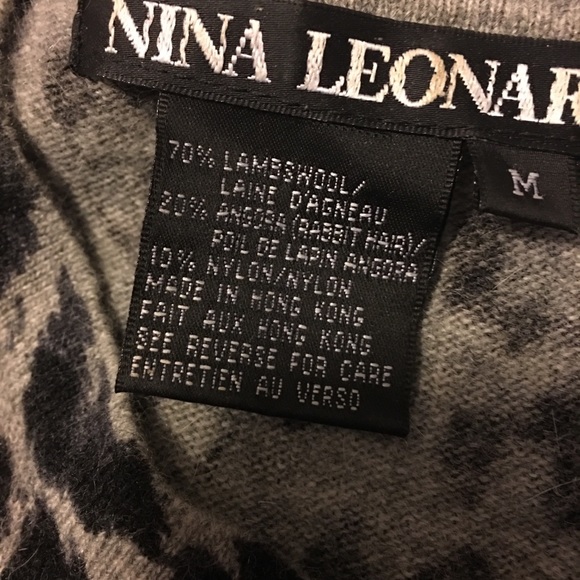 NINA LEONAR
M
70% LAMBSWOOL/
LAINE D'AGNEAU
20% ANGORA (RABBIT HAIR)/
POIL DE LAPIN ANGORA
10% NYLON/NYLON
MADE IN HONG KONG
FAIT AUX HONG KONG
SEE REVERSE FOR CARE
ENTRETIEN AU VERSO